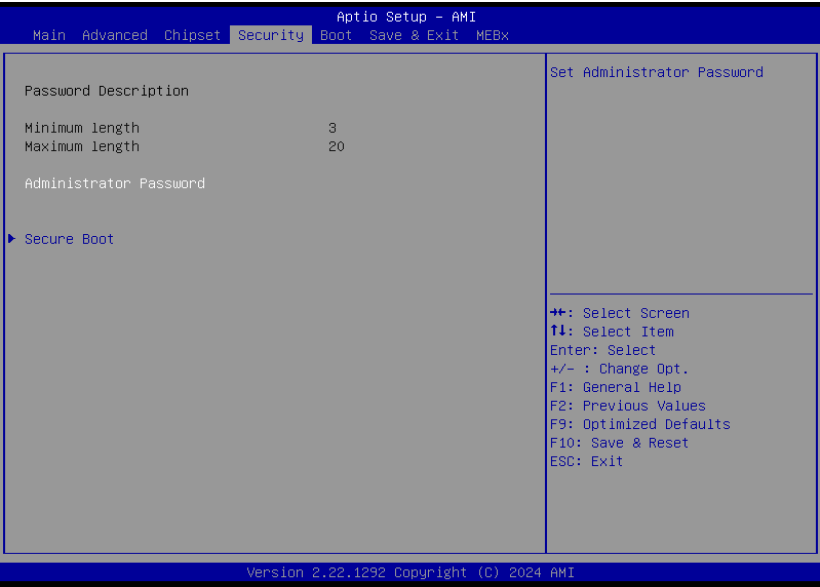 Aptio Setup – AMI
Main Advanced Chipset Security Boot Save & Exit MEBx
Password Description
Minimum length 3
Maximum length 20
Administrator Password
▶ Secure Boot
Set Administrator Password
→←: Select Screen
↑↓: Select Item
Enter: Select
+/– : Change Opt.
F1: General Help
F2: Previous Values
F9: Optimized Defaults
F10: Save & Reset
ESC: Exit
Version 2.22.1292 Copyright (C) 2024 AMI